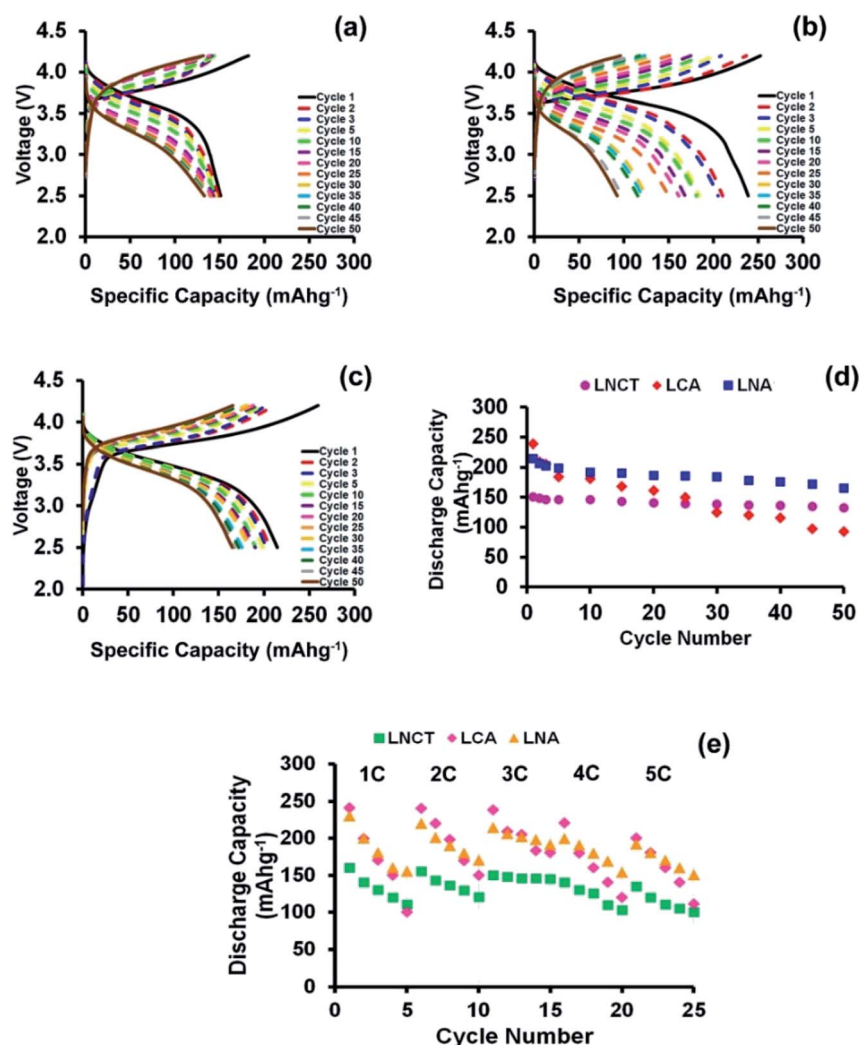 (a)
4.5
4.0
3.5
3.0
2.5
2.0
Voltage (V)
Cycle 1
Cycle 2
Cycle 3
Cycle 5
Cycle 10
Cycle 15
Cycle 20
Cycle 25
Cycle 30
Cycle 35
Cycle 40
Cycle 45
Cycle 50
0 50 100 150 200 250 300
Specific Capacity (mAhg⁻¹)
(b)
4.5
4.0
3.5
3.0
2.5
2.0
Voltage (V)
Cycle 1
Cycle 2
Cycle 3
Cycle 5
Cycle 10
Cycle 15
Cycle 20
Cycle 25
Cycle 30
Cycle 35
Cycle 40
Cycle 45
Cycle 50
0 50 100 150 200 250 300
Specific Capacity (mAhg⁻¹)
(c)
4.5
4.0
3.5
3.0
2.5
2.0
Voltage (V)
Cycle 1
Cycle 2
Cycle 3
Cycle 5
Cycle 10
Cycle 15
Cycle 20
Cycle 25
Cycle 30
Cycle 35
Cycle 40
Cycle 45
Cycle 50
0 50 100 150 200 250 300
Specific Capacity (mAhg⁻¹)
LNCT LCA LNA (d)
300
250
200
150
100
50
0
Discharge Capacity
(mAhg⁻¹)
0 10 20 30 40 50
Cycle Number
LNCT LCA LNA (e)
1C 2C 3C 4C 5C
300
250
200
150
100
50
0
Discharge Capacity
(mAhg⁻¹)
0 5 10 15 20 25
Cycle Number